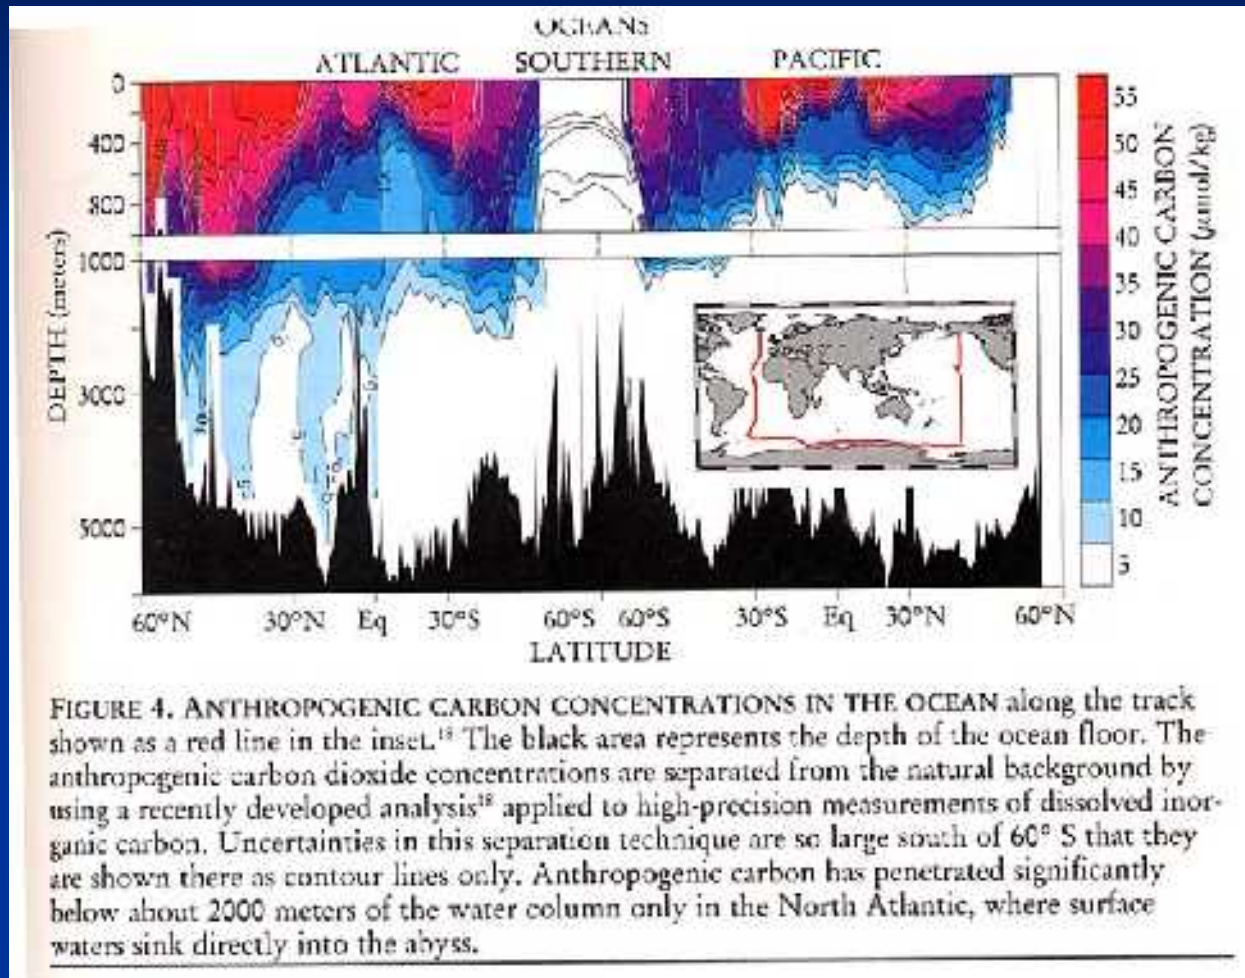 OCEANS
ATLANTIC SOUTHERN PACIFIC
0
400
800
1000
3000
5000
DEPTH (meters)
60°N 30°N Eq 30°S 60°S 60°S 30°S Eq 30°N 60°N
LATITUDE
55
50
45
40
35
30
25
20
15
10
5
ANTHROPOGENIC CARBON
CONCENTRATION (μmol/kg)
FIGURE 4. ANTHROPOGENIC CARBON CONCENTRATIONS IN THE OCEAN along the track
shown as a red line in the inset.¹⁸ The black area represents the depth of the ocean floor. The
anthropogenic carbon dioxide concentrations are separated from the natural background by
using a recently developed analysis¹⁸ applied to high-precision measurements of dissolved inor-
ganic carbon. Uncertainties in this separation technique are so large south of 60° S that they
are shown there as contour lines only. Anthropogenic carbon has penetrated significantly
below about 2000 meters of the water column only in the North Atlantic, where surface
waters sink directly into the abyss.